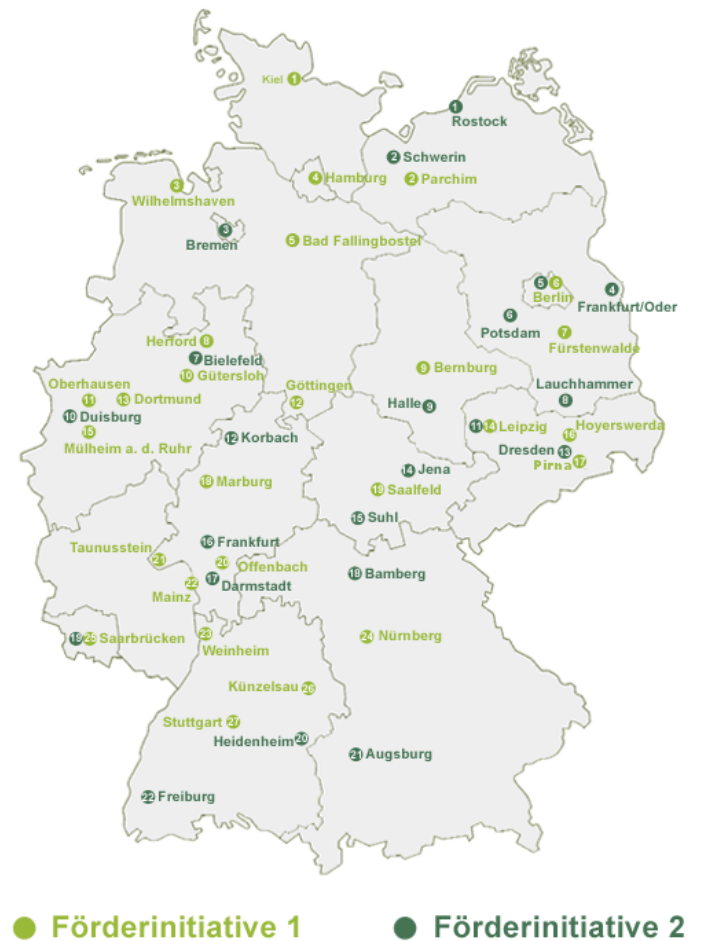 Kiel 1
1
Rostock
2 Schwerin
4 Hamburg
2 Parchim
3
Wilhelmshaven
3
Bremen
5 Bad Fallingbostel
5 6
Berlin
4
Frankfurt/Oder
6
Potsdam
7
Fürstenwalde
Herford 8
7 Bielefeld
10 Gütersloh
9 Bernburg
Oberhausen
11
13 Dortmund
10 Duisburg
15
Mülheim a. d. Ruhr
Göttingen
12
Halle 9
Lauchhammer
8
12 Korbach
11 14 Leipzig
Hoyerswerda
16
Dresden 13
Pirna 17
14 Jena
18 Marburg
19 Saalfeld
15 Suhl
16 Frankfurt
Taunusstein
21
20
Offenbach
17
Darmstadt
22
Mainz
18 Bamberg
19 25 Saarbrücken
23
Weinheim
24 Nürnberg
Künzelsau 26
Stuttgart 27
Heidenheim 20
21 Augsburg
22 Freiburg
Förderinitiative 1
Förderinitiative 2